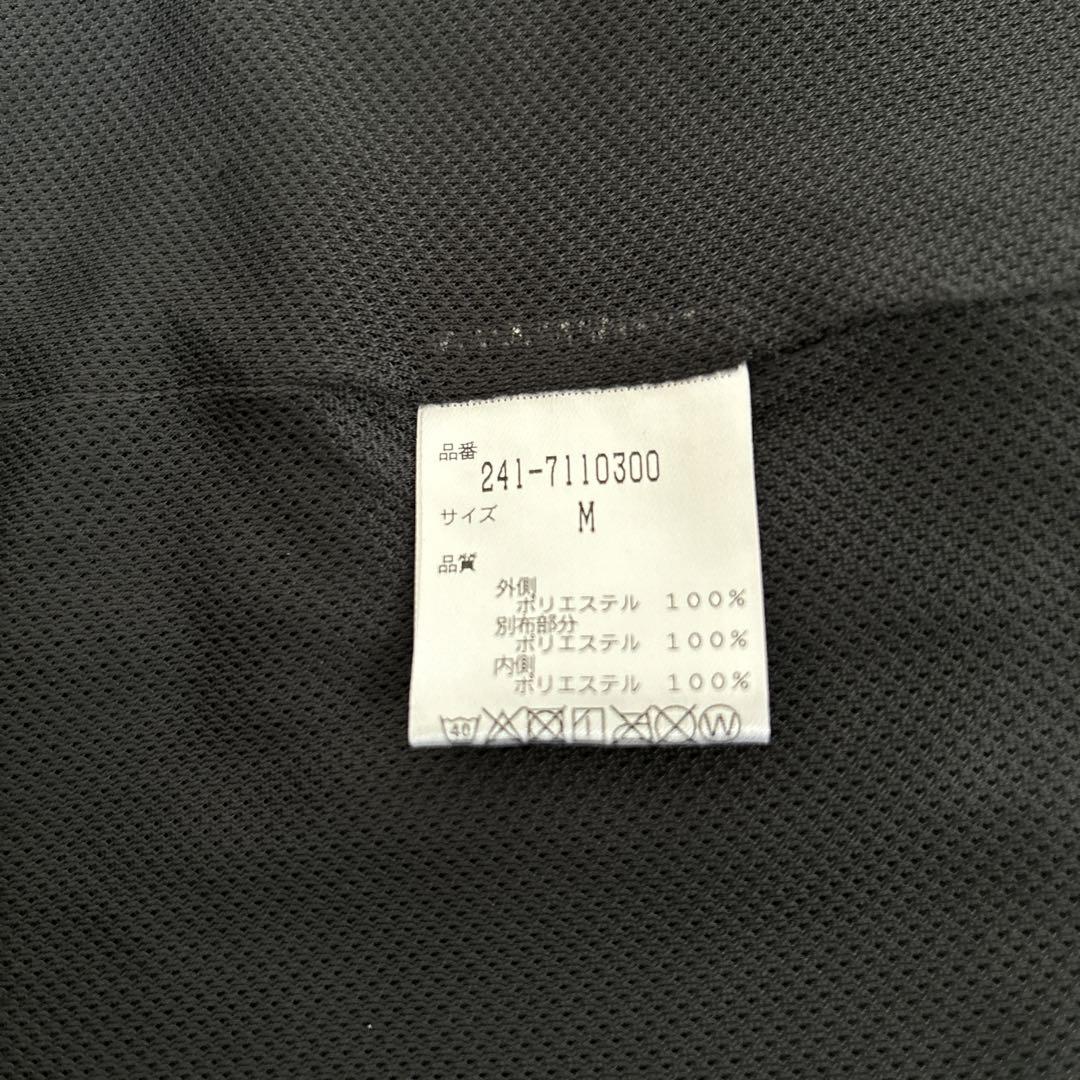 品番 241-7110300
サイズ M
品質
外側
ポリエステル 100%
別布部分
ポリエステル 100%
内側
ポリエステル 100%
40 W